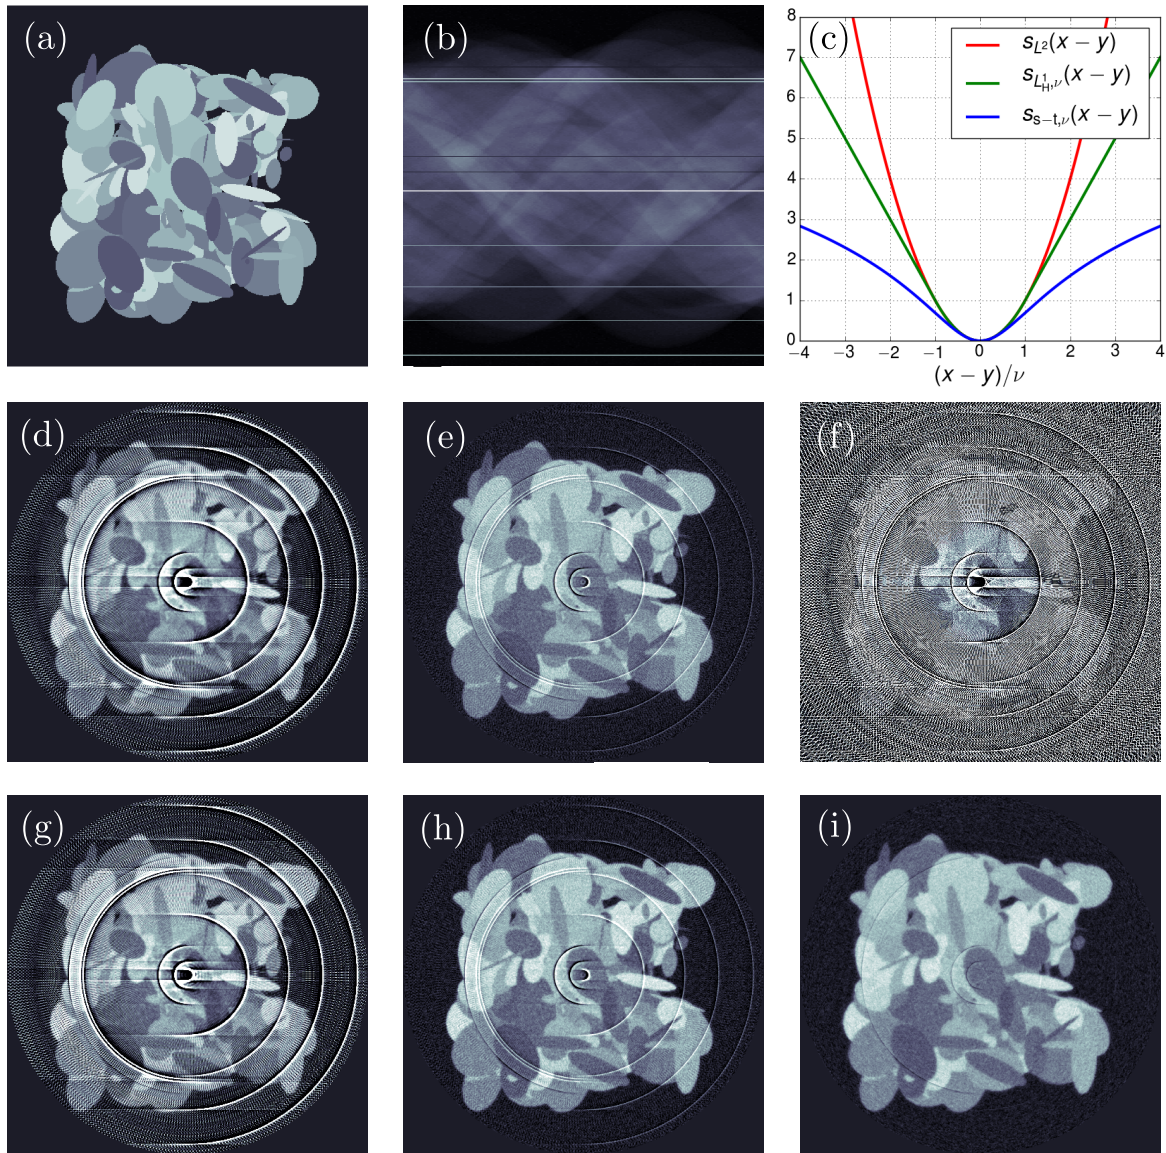 (a)
(b)
(c)
8
7
6
5
4
3
2
1
0
−4 −3 −2 −1 0 1 2 3 4
(x − y)/ν
s_{L²}(x − y)
s_{L¹_H,ν}(x − y)
s_{s−t,ν}(x − y)
(d)
(e)
(f)
(g)
(h)
(i)